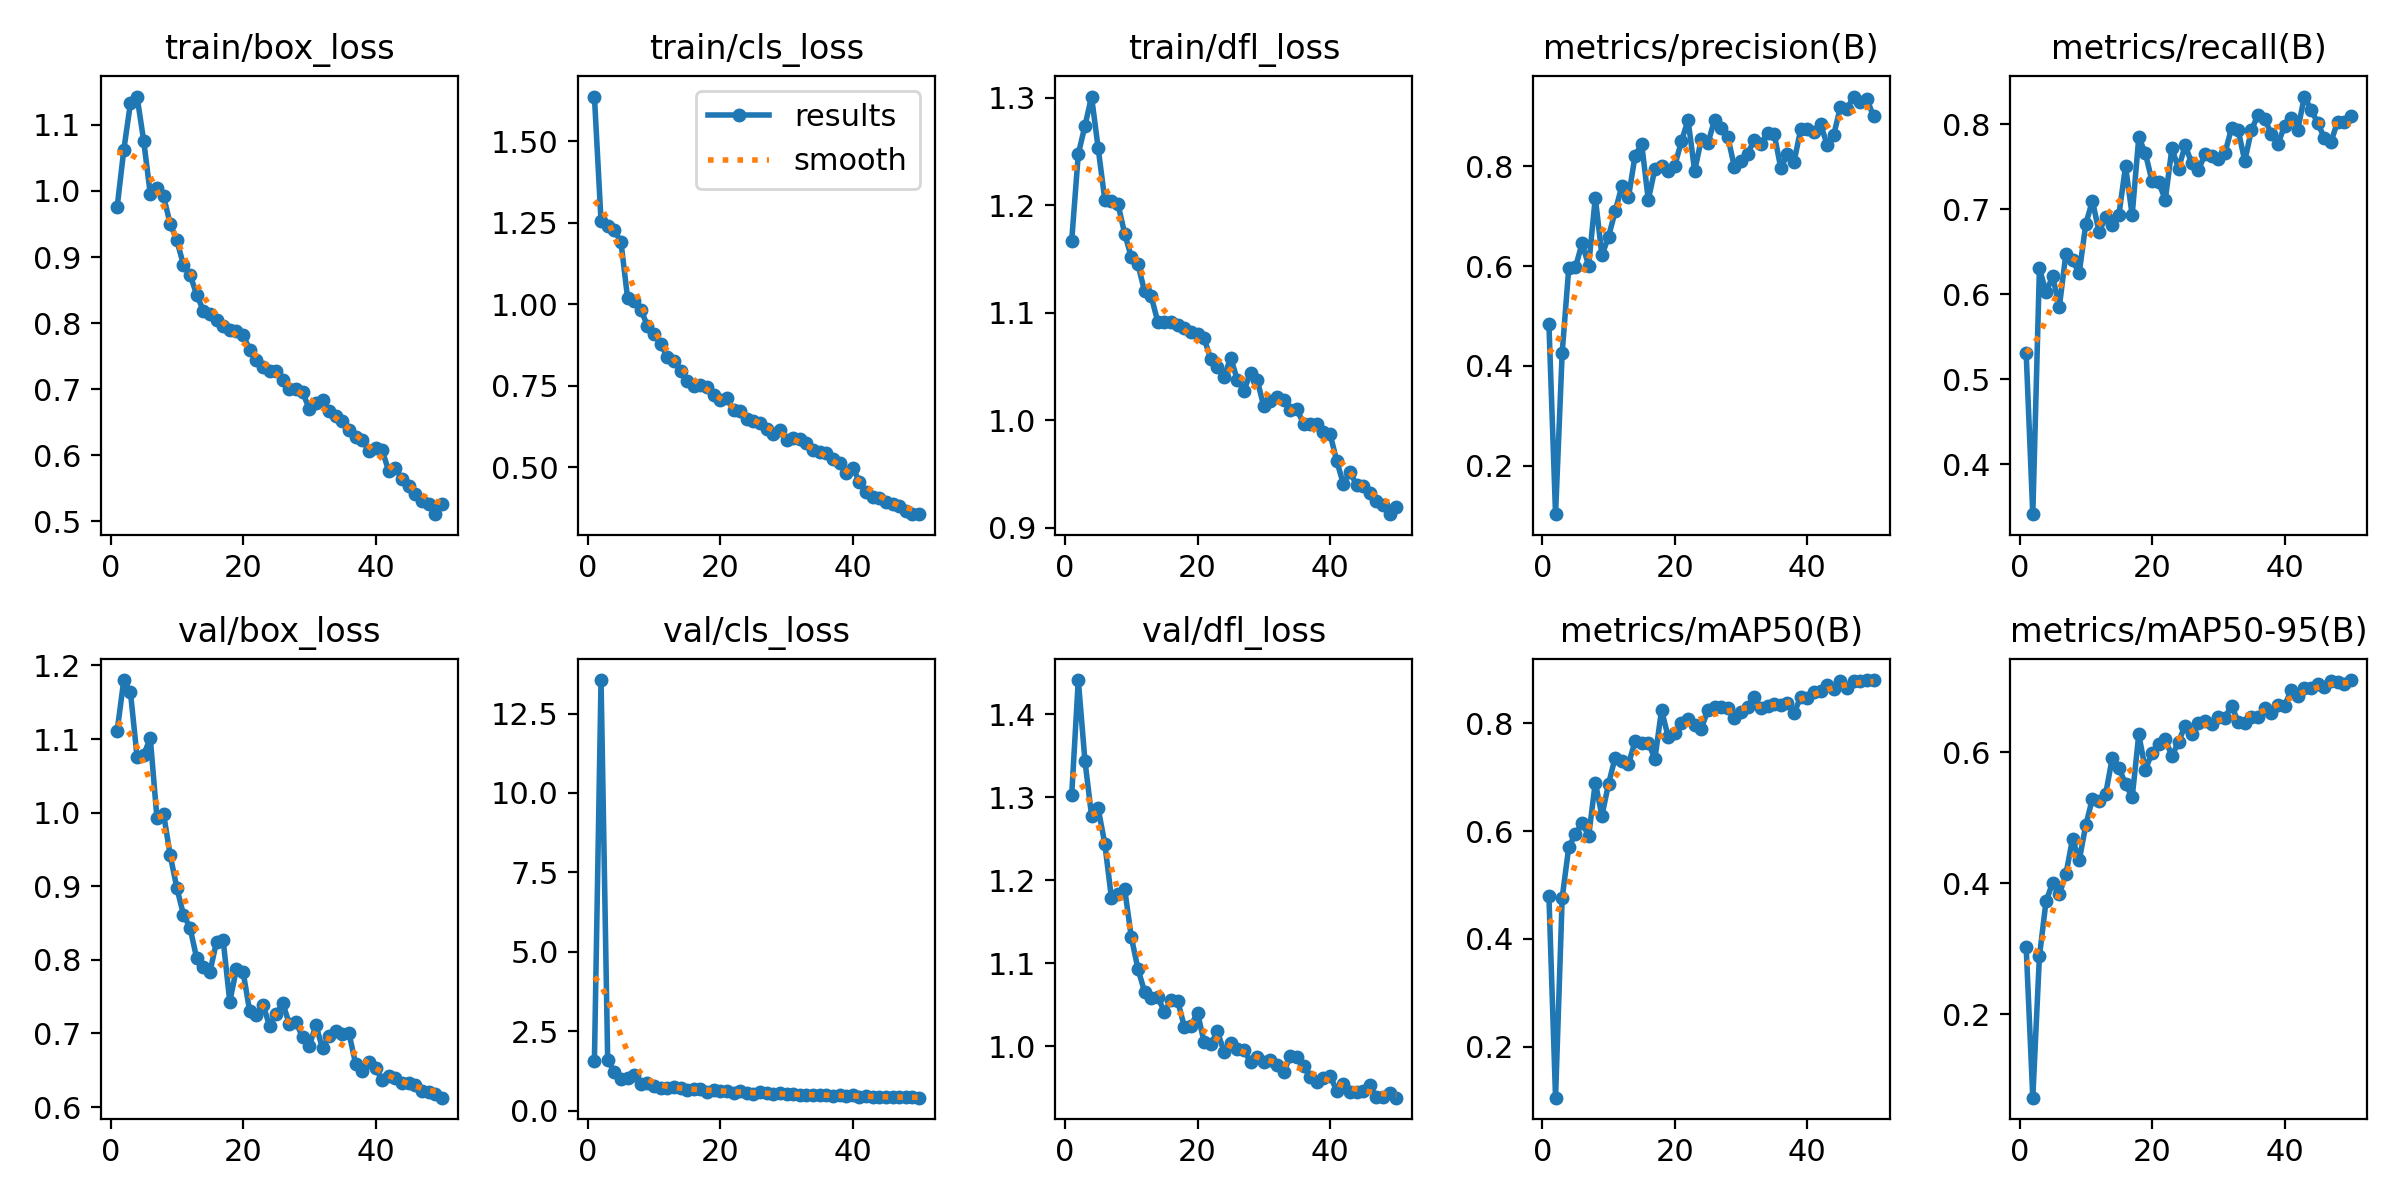 train/box_loss
train/cls_loss
train/dfl_loss
metrics/precision(B)
metrics/recall(B)
results
smooth
1.1
1.0
0.9
0.8
0.7
0.6
0.5
0 20 40
1.50
1.25
1.00
0.75
0.50
0 20 40
1.3
1.2
1.1
1.0
0.9
0 20 40
0.8
0.6
0.4
0.2
0 20 40
0.8
0.7
0.6
0.5
0.4
0 20 40
val/box_loss
val/cls_loss
val/dfl_loss
metrics/mAP50(B)
metrics/mAP50-95(B)
1.2
1.1
1.0
0.9
0.8
0.7
0.6
0 20 40
12.5
10.0
7.5
5.0
2.5
0.0
0 20 40
1.4
1.3
1.2
1.1
1.0
0 20 40
0.8
0.6
0.4
0.2
0 20 40
0.6
0.4
0.2
0 20 40